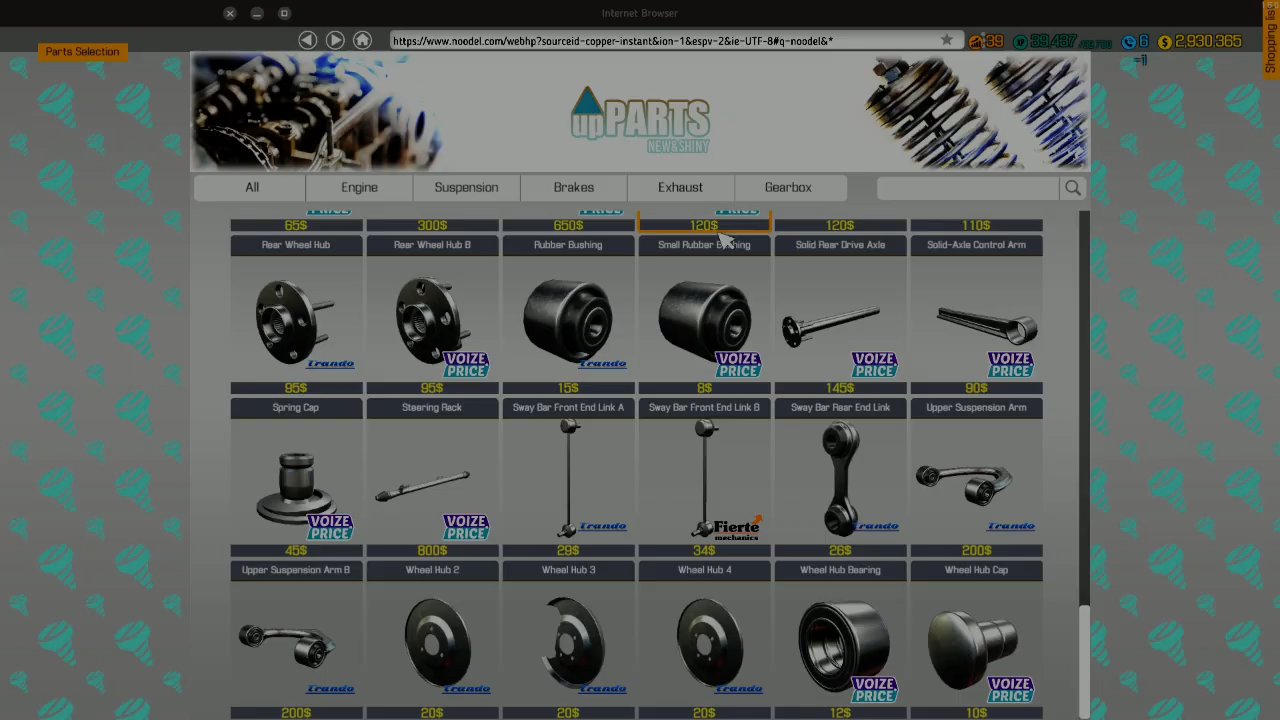 Internet Browser
Shopping list
Parts Selection
https://www.noodel.com/webhp?sourceid-copper-instant&ion-1&espv-2&ie-UTF-8#q-noodel&*
39
6
2,930,365
-1
upPARTS
NEW&SHINY
All
Engine
Suspension
Brakes
Exhaust
Gearbox
65$
300$
650$
120$
120$
110$
Rear Wheel Hub
Rear Wheel Hub B
Rubber Bushing
Small Rubber Bushing
Solid Rear Drive Axle
Solid-Axle Control Arm
Trando
VOIZE PRICE
Trando
VOIZE PRICE
VOIZE PRICE
VOIZE PRICE
95$
95$
15$
8$
145$
90$
Spring Cap
Steering Rack
Sway Bar Front End Link A
Sway Bar Front End Link B
Sway Bar Rear End Link
Upper Suspension Arm
VOIZE PRICE
VOIZE PRICE
Trando
Fierte mechanics
Trando
Trando
45$
800$
29$
34$
26$
200$
Upper Suspension Arm B
Wheel Hub 2
Wheel Hub 3
Wheel Hub 4
Wheel Hub Bearing
Wheel Hub Cap
Trando
Trando
Trando
Trando
VOIZE PRICE
VOIZE PRICE
200$
20$
20$
20$
12$
10$